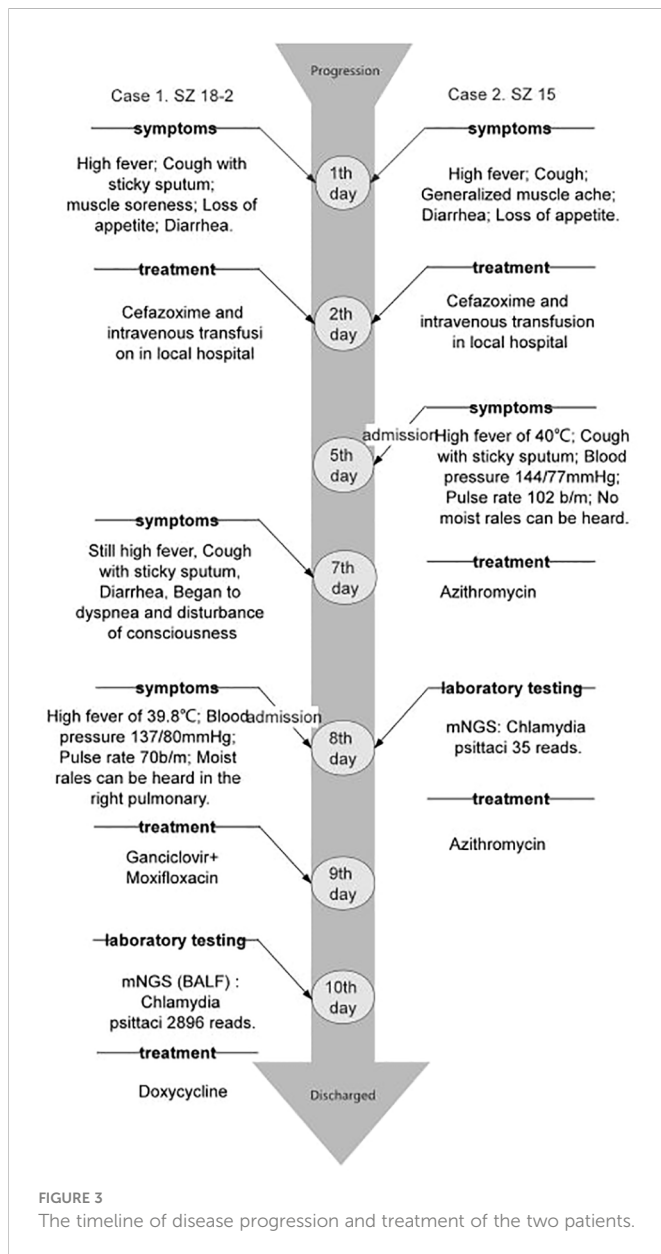 Progression
Case 1. SZ 18-2
Case 2. SZ 15
symptoms
High fever; Cough with
sticky sputum;
muscle soreness; Loss of
appetite; Diarrhea.
symptoms
High fever; Cough;
Generalized muscle ache;
Diarrhea; Loss of appetite.
1th
day
treatment
Cefazoxime and
intravenous transfusi
on in local hospital
treatment
Cefazoxime and
intravenous transfusion
in local hospital
2th
day
symptoms
admission
High fever of 40℃; Cough
with sticky sputum; Blood
pressure 144/77mmHg;
Pulse rate 102 b/m; No
moist rales can be heard.
5th
day
symptoms
Still high fever, Cough
with sticky sputum,
Diarrhea, Began to
dyspnea and disturbance
of consciousness
7th
day
treatment
Azithromycin
symptoms
High fever of 39.8℃; Blood
pressure 137/80mmHg;
Pulse rate 70b/m; Moist
rales can be heard in the
right pulmonary.
admission
8th
day
laboratory testing
mNGS: Chlamydia
psittaci 35 reads.
treatment
Azithromycin
treatment
Ganciclovir+
Moxifloxacin
9th
day
laboratory testing
mNGS (BALF) :
Chlamydia
psittaci 2896 reads.
10th
day
treatment
Doxycycline
Discharged
FIGURE 3
The timeline of disease progression and treatment of the two patients.